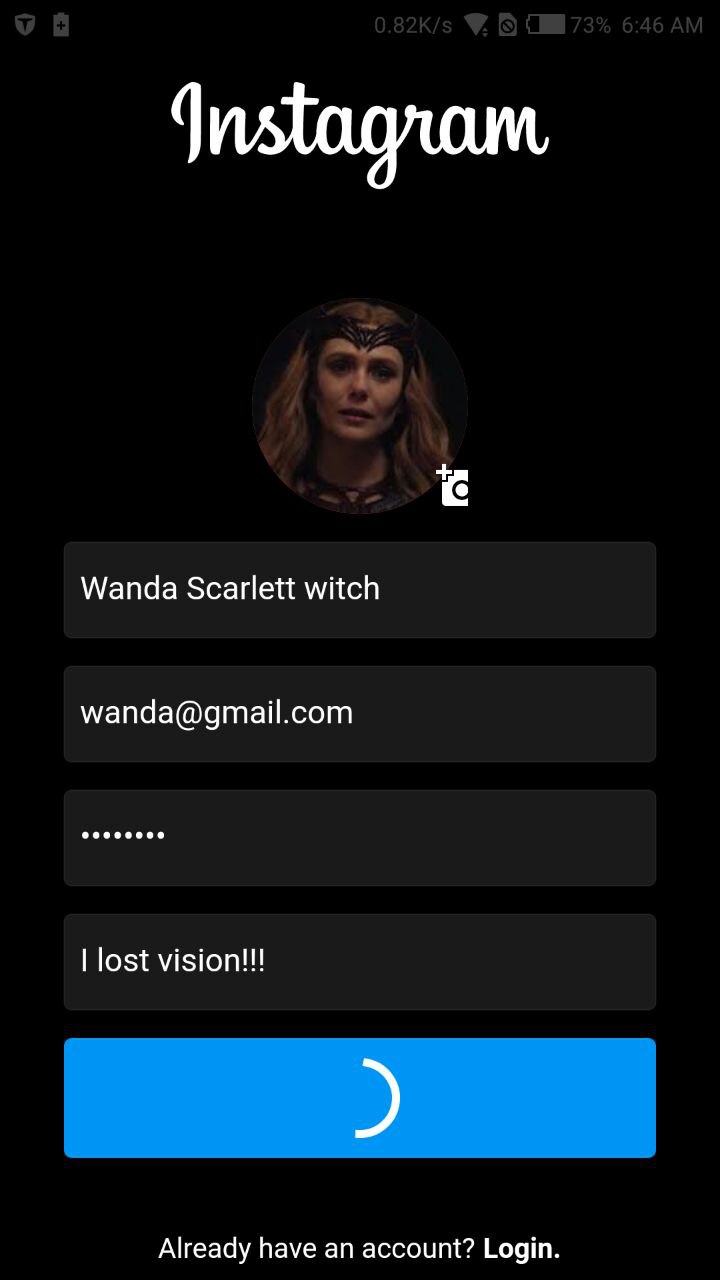 0.82K/s 73% 6:46 AM
Instagram
Wanda Scarlett witch
wanda@gmail.com
••••••••
I lost vision!!!
Already have an account? Login.